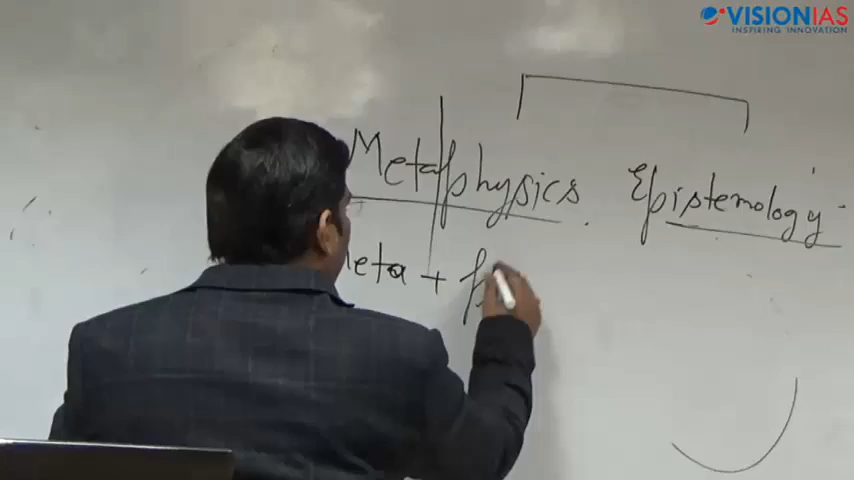 VISIONIAS
INSPIRING INNOVATION
Metaphysics Epistemology
eta +